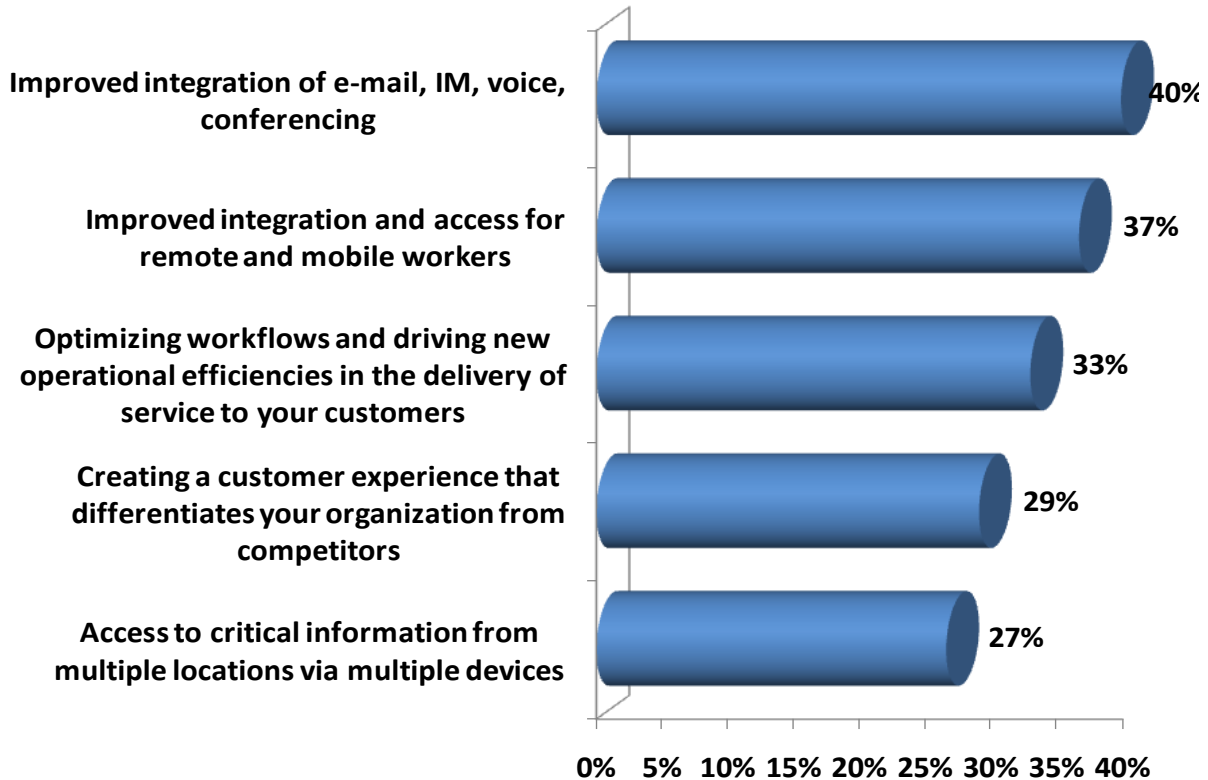 Improved integration of e-mail, IM, voice,
conferencing
40%
Improved integration and access for
remote and mobile workers
37%
Optimizing workflows and driving new
operational efficiencies in the delivery of
service to your customers
33%
Creating a customer experience that
differentiates your organization from
competitors
29%
Access to critical information from
multiple locations via multiple devices
27%
0% 5% 10% 15% 20% 25% 30% 35% 40%